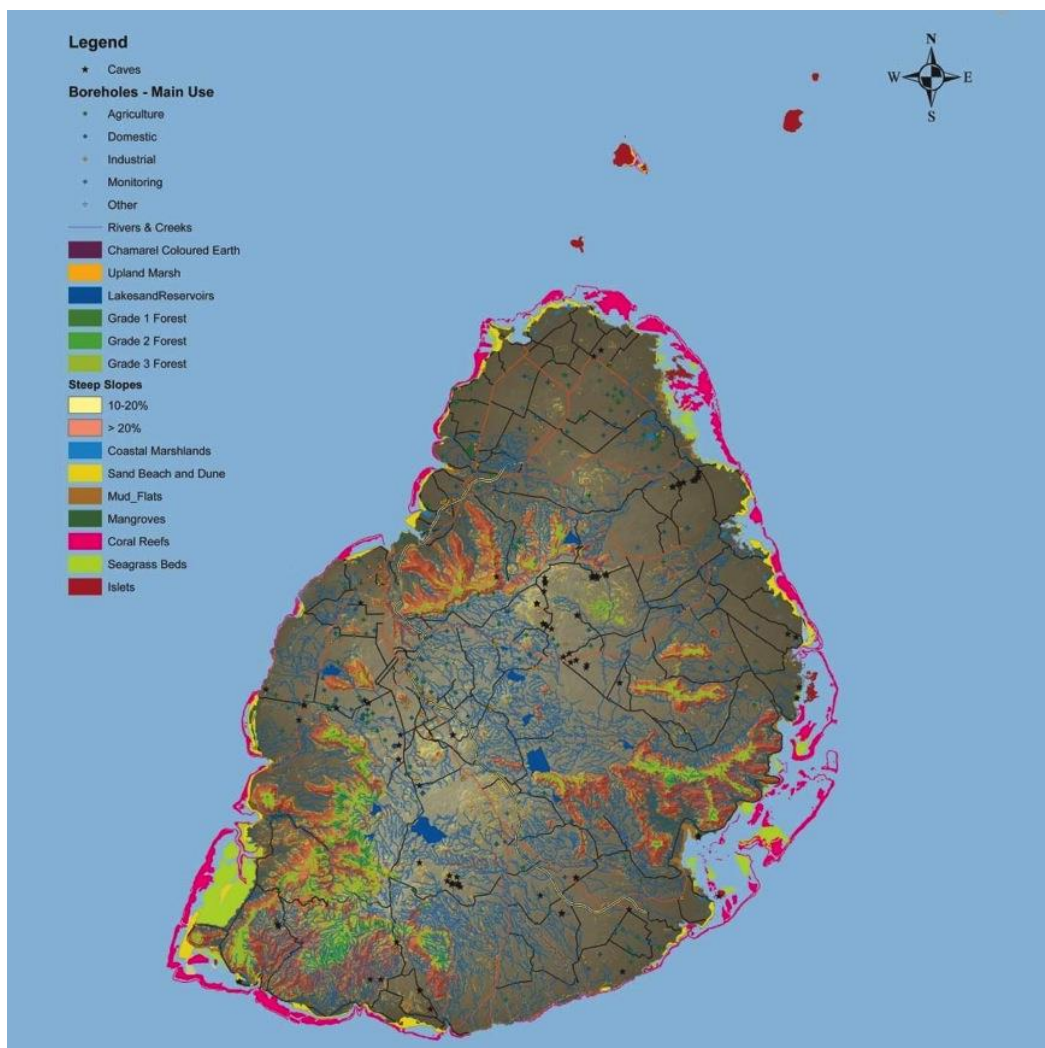 Legend
Caves
Boreholes - Main Use
Agriculture
Domestic
Industrial
Monitoring
Other
Rivers & Creeks
Chamarel Coloured Earth
Upland Marsh
LakesandReservoirs
Grade 1 Forest
Grade 2 Forest
Grade 3 Forest
Steep Slopes
10-20%
> 20%
Coastal Marshlands
Sand Beach and Dune
Mud_Flats
Mangroves
Coral Reefs
Seagrass Beds
Islets
N
W E
S